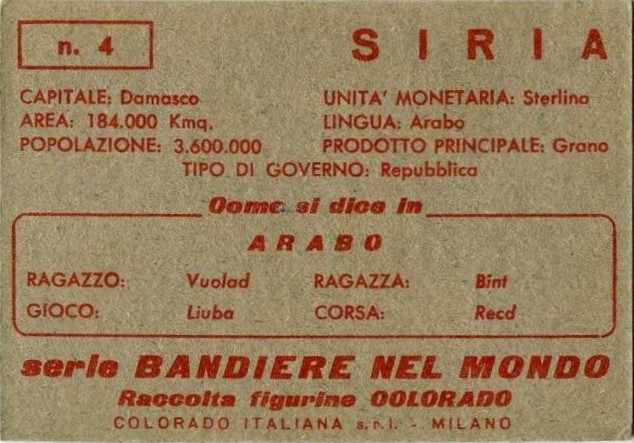 n. 4
SIRIA
CAPITALE: Damasco
UNITA' MONETARIA: Sterlina
AREA: 184.000 Kmq.
LINGUA: Arabo
POPOLAZIONE: 3.600.000
PRODOTTO PRINCIPALE: Grano
TIPO DI GOVERNO: Repubblica
Come si dice in
ARABO
RAGAZZO: Vuolad RAGAZZA: Bint
GIOCO: Liuba CORSA: Recd
serie BANDIERE NEL MONDO
Raccolta figurine COLORADO
COLORADO ITALIANA s.r.l. - MILANO